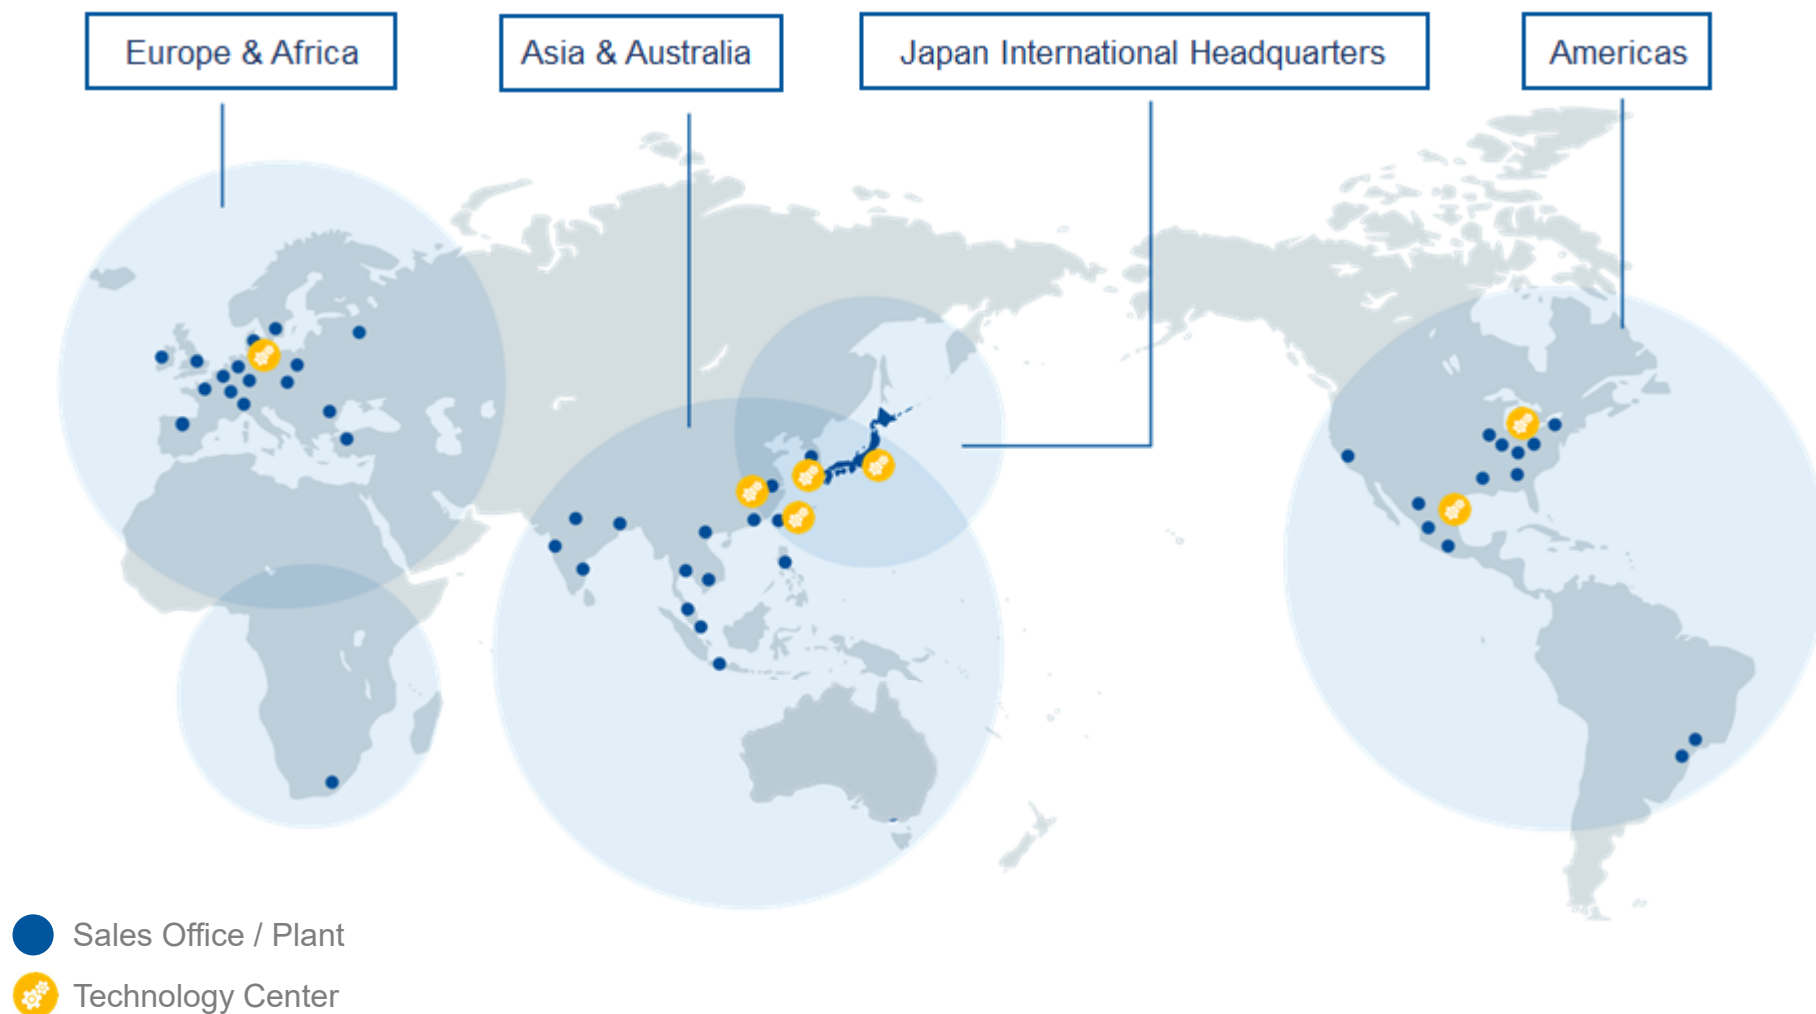 Europe & Africa
Asia & Australia
Japan International Headquarters
Americas
Sales Office / Plant
Technology Center